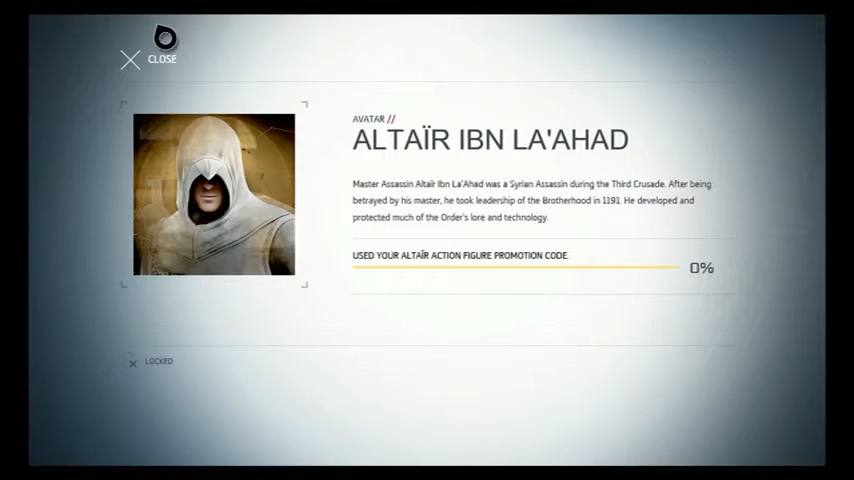 CLOSE
AVATAR //
ALTAÏR IBN LA'AHAD
Master Assassin Altaïr Ibn La'Ahad was a Syrian Assassin during the Third Crusade. After being
betrayed by his master, he took leadership of the Brotherhood in 1191. He developed and
protected much of the Order's lore and technology.
USED YOUR ALTAÏR ACTION FIGURE PROMOTION CODE.
0%
LOCKED